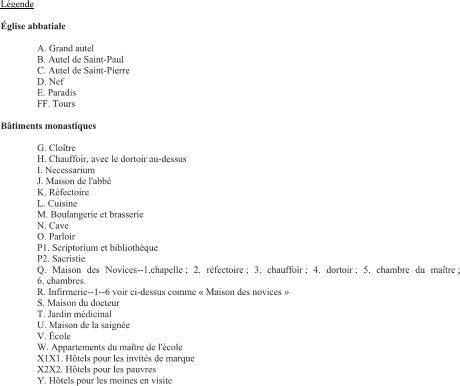 Légende
Église abbatiale
A. Grand autel
B. Autel de Saint-Paul
C. Autel de Saint-Pierre
D. Nef
E. Paradis
FF. Tours
Bâtiments monastiques
G. Cloître
H. Chauffoir, avec le dortoir au-dessus
I. Necessarium
J. Maison de l'abbé
K. Réfectoire
L. Cuisine
M. Boulangerie et brasserie
N. Cave
O. Parloir
P1. Scriptorium et bibliothèque
P2. Sacristie
Q. Maison des Novices--1.chapelle ; 2. réfectoire ; 3. chauffoir ; 4. dortoir ; 5. chambre du maître ;
6. chambres.
R. Infirmerie--1--6 voir ci-dessus comme « Maison des novices »
S. Maison du docteur
T. Jardin médicinal
U. Maison de la saignée
V. École
W. Appartements du maître de l'école
X1X1. Hôtels pour les invités de marque
X2X2. Hôtels pour les pauvres
Y. Hôtels pour les moines en visite